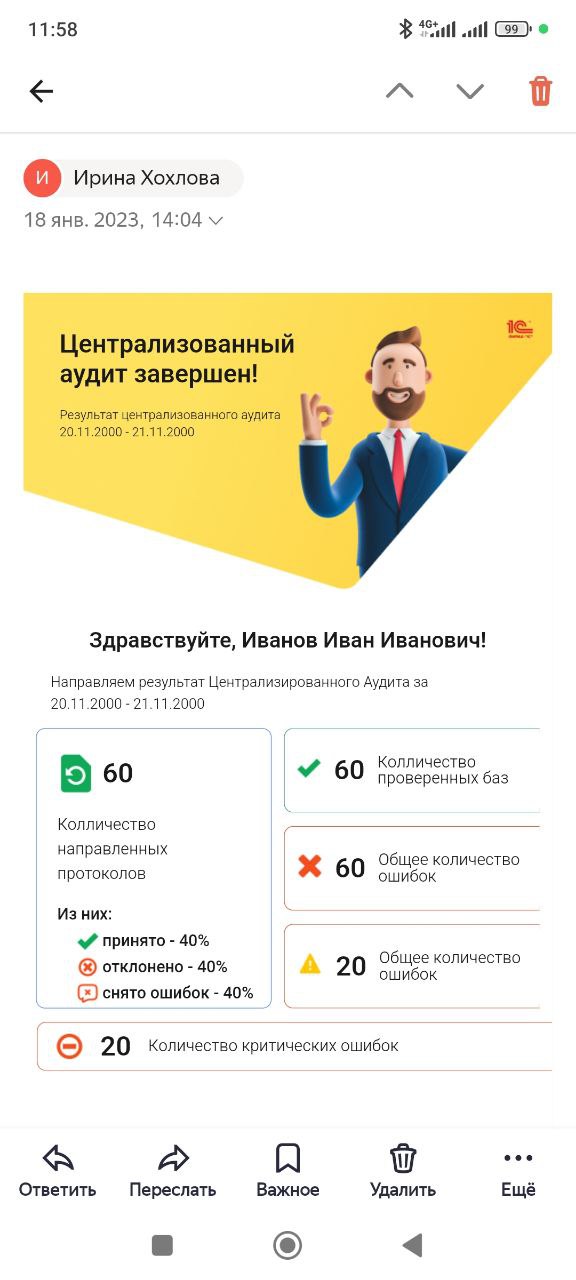 11:58
4G+
99
И
Ирина Хохлова
18 янв. 2023, 14:04
1С
Централизованный
аудит завершен!
Результат централизованного аудита
20.11.2000 - 21.11.2000
Здравствуйте, Иванов Иван Иванович!
Направляем результат Централизированного Аудита за
20.11.2000 - 21.11.2000
60
Колличество
направленных
протоколов
Из них:
принято - 40%
отклонено - 40%
снято ошибок - 40%
60
Колличество
проверенных баз
60
Общее количество
ошибок
20
Общее количество
ошибок
20
Количество критических ошибок
Ответить
Переслать
Важное
Удалить
Ещё